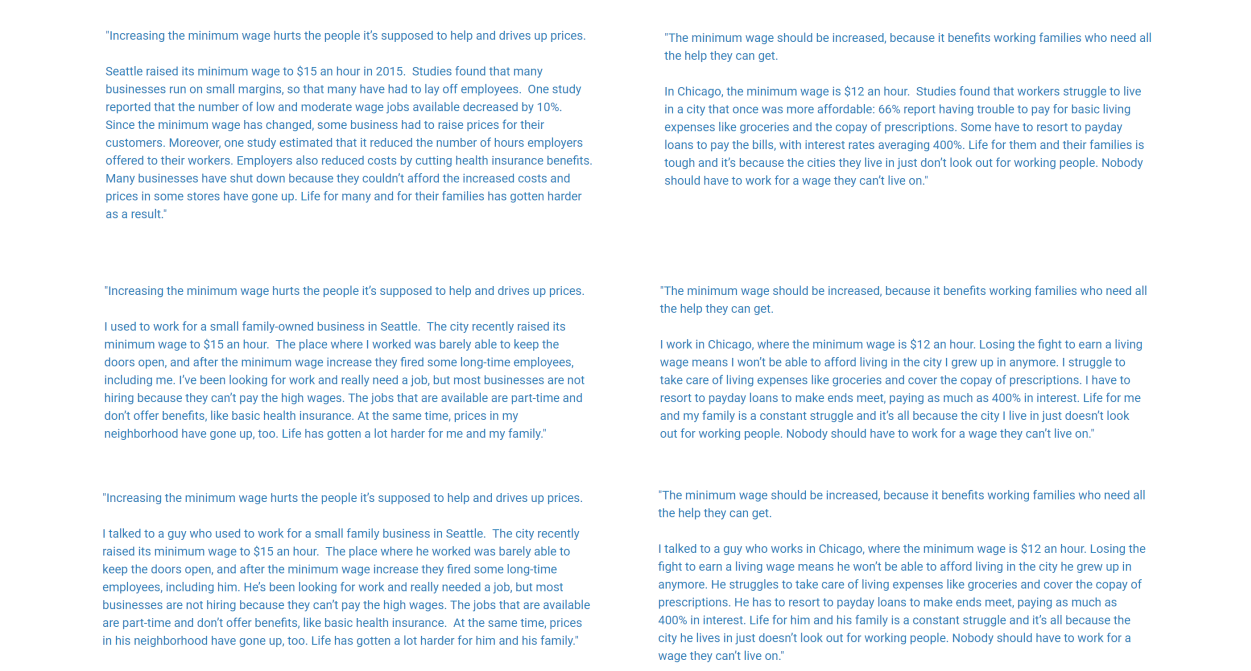 "Increasing the minimum wage hurts the people it's supposed to help and drives up prices.
Seattle raised its minimum wage to $15 an hour in 2015.  Studies found that many
businesses run on small margins, so that many have had to lay off employees.  One study
reported that the number of low and moderate wage jobs available decreased by 10%.
Since the minimum wage has changed, some business had to raise prices for their
customers. Moreover, one study estimated that it reduced the number of hours employers
offered to their workers. Employers also reduced costs by cutting health insurance benefits.
Many businesses have shut down because they couldn't afford the increased costs and
prices in some stores have gone up. Life for many and for their families has gotten harder
as a result."
"The minimum wage should be increased, because it benefits working families who need all
the help they can get.
In Chicago, the minimum wage is $12 an hour.  Studies found that workers struggle to live
in a city that once was more affordable: 66% report having trouble to pay for basic living
expenses like groceries and the copay of prescriptions. Some have to resort to payday
loans to pay the bills, with interest rates averaging 400%. Life for them and their families is
tough and it's because the cities they live in just don't look out for working people. Nobody
should have to work for a wage they can't live on."
"Increasing the minimum wage hurts the people it's supposed to help and drives up prices.
I used to work for a small family-owned business in Seattle.  The city recently raised its
minimum wage to $15 an hour.  The place where I worked was barely able to keep the
doors open, and after the minimum wage increase they fired some long-time employees,
including me. I've been looking for work and really need a job, but most businesses are not
hiring because they can't pay the high wages. The jobs that are available are part-time and
don't offer benefits, like basic health insurance. At the same time, prices in my
neighborhood have gone up, too. Life has gotten a lot harder for me and my family."
"The minimum wage should be increased, because it benefits working families who need all
the help they can get.
I work in Chicago, where the minimum wage is $12 an hour. Losing the fight to earn a living
wage means I won't be able to afford living in the city I grew up in anymore. I struggle to
take care of living expenses like groceries and cover the copay of prescriptions. I have to
resort to payday loans to make ends meet, paying as much as 400% in interest. Life for me
and my family is a constant struggle and it's all because the city I live in just doesn't look
out for working people. Nobody should have to work for a wage they can't live on."
"Increasing the minimum wage hurts the people it's supposed to help and drives up prices.
I talked to a guy who used to work for a small family business in Seattle.  The city recently
raised its minimum wage to $15 an hour.  The place where he worked was barely able to
keep the doors open, and after the minimum wage increase they fired some long-time
employees, including him. He's been looking for work and really needed a job, but most
businesses are not hiring because they can't pay the high wages. The jobs that are available
are part-time and don't offer benefits, like basic health insurance.  At the same time, prices
in his neighborhood have gone up, too. Life has gotten a lot harder for him and his family."
"The minimum wage should be increased, because it benefits working families who need all
the help they can get.
I talked to a guy who works in Chicago, where the minimum wage is $12 an hour. Losing the
fight to earn a living wage means he won't be able to afford living in the city he grew up in
anymore. He struggles to take care of living expenses like groceries and cover the copay of
prescriptions. He has to resort to payday loans to make ends meet, paying as much as
400% in interest. Life for him and his family is a constant struggle and it's all because the
city he lives in just doesn't look out for working people. Nobody should have to work for a
wage they can't live on."